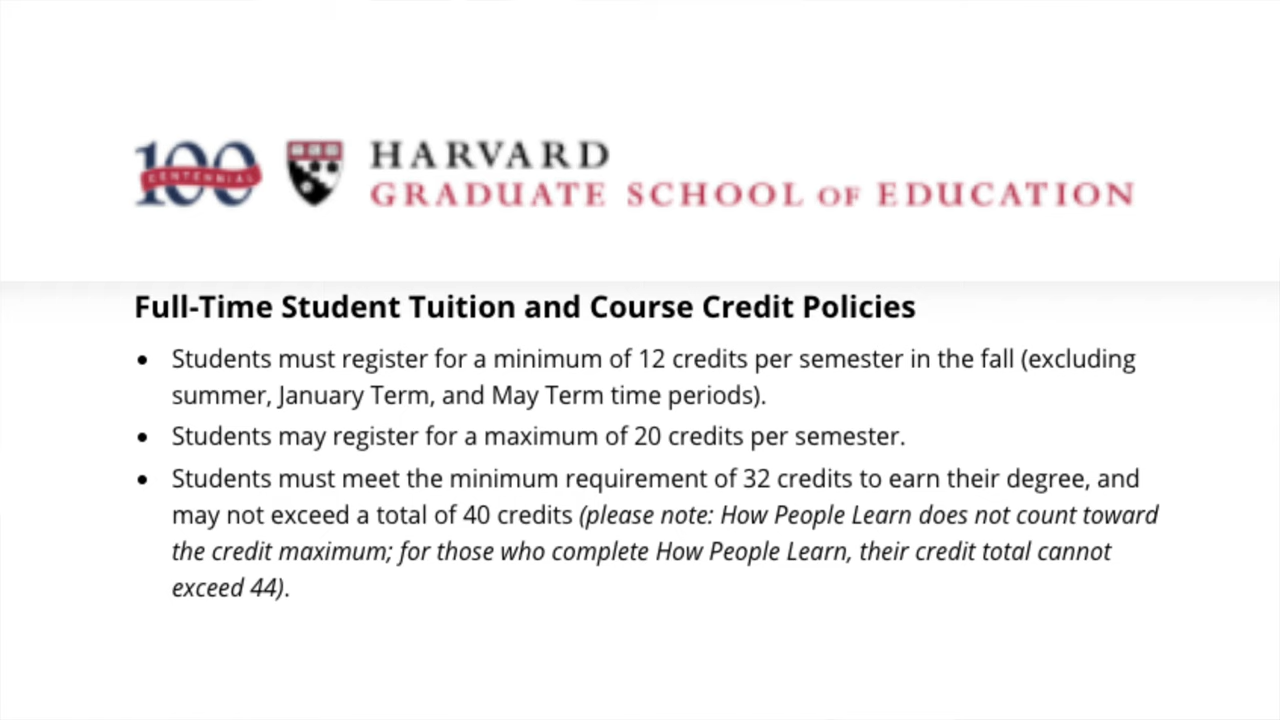 100
CENTENNIAL
HARVARD
GRADUATE SCHOOL OF EDUCATION
Full-Time Student Tuition and Course Credit Policies
• Students must register for a minimum of 12 credits per semester in the fall (excluding
summer, January Term, and May Term time periods).
• Students may register for a maximum of 20 credits per semester.
• Students must meet the minimum requirement of 32 credits to earn their degree, and
may not exceed a total of 40 credits (please note: How People Learn does not count toward
the credit maximum; for those who complete How People Learn, their credit total cannot
exceed 44).